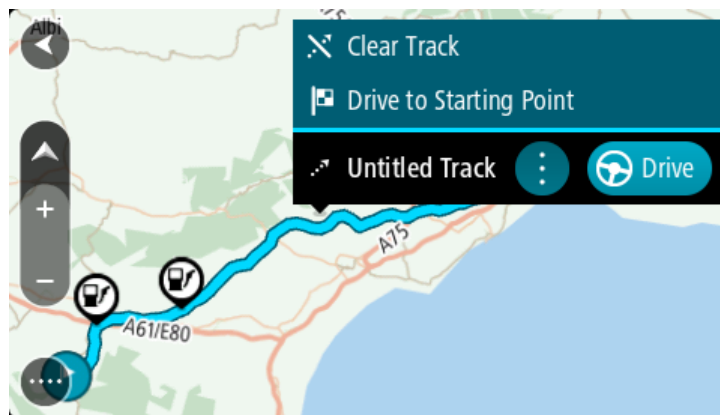 Albi
Clear Track
Drive to Starting Point
Untitled Track
Drive
A75
A61/E80